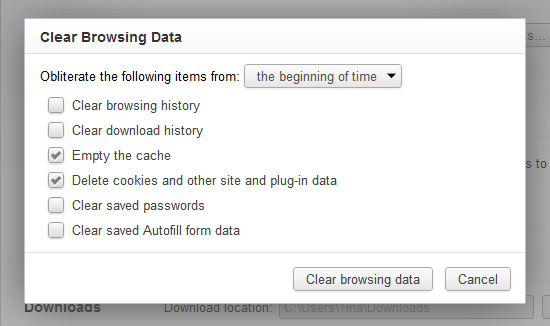 Clear Browsing Data
s...
Obliterate the following items from: the beginning of time
Clear browsing history
Clear download history
Empty the cache
s to
Delete cookies and other site and plug-in data
Clear saved passwords
Clear saved Autofill form data
Clear browsing data Cancel
Downloads Download location: C:\Users\Tina\Downloads